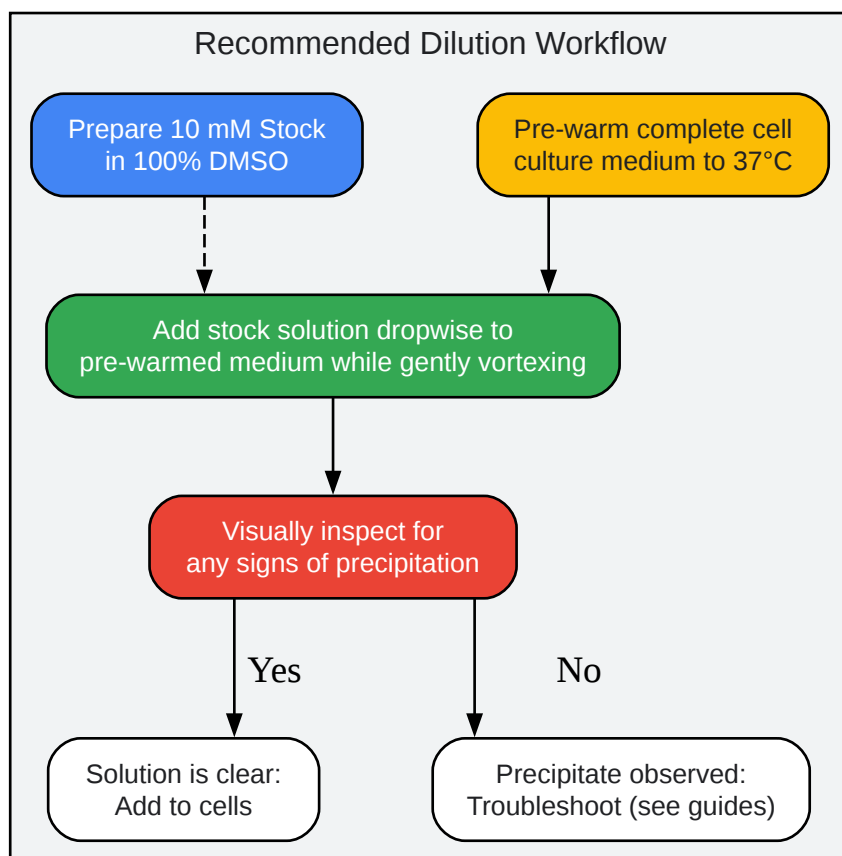 Recommended Dilution Workflow
Prepare 10 mM Stock
in 100% DMSO
Pre-warm complete cell
culture medium to 37°C
Add stock solution dropwise to
pre-warmed medium while gently vortexing
Visually inspect for
any signs of precipitation
Yes
No
Solution is clear:
Add to cells
Precipitate observed:
Troubleshoot (see guides)